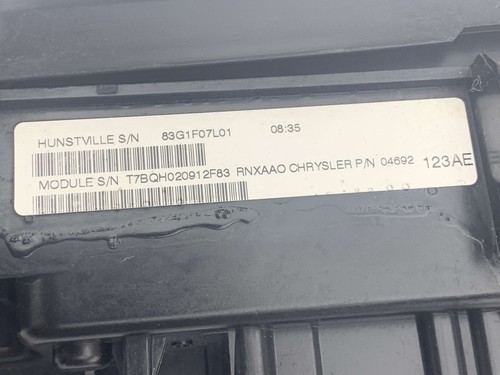 HUNSTVILLE S/N 83G1F07L01 08:35
MODULE S/N T7BQH020912F83 RNXAAO CHRYSLER P/N 04692 123AE